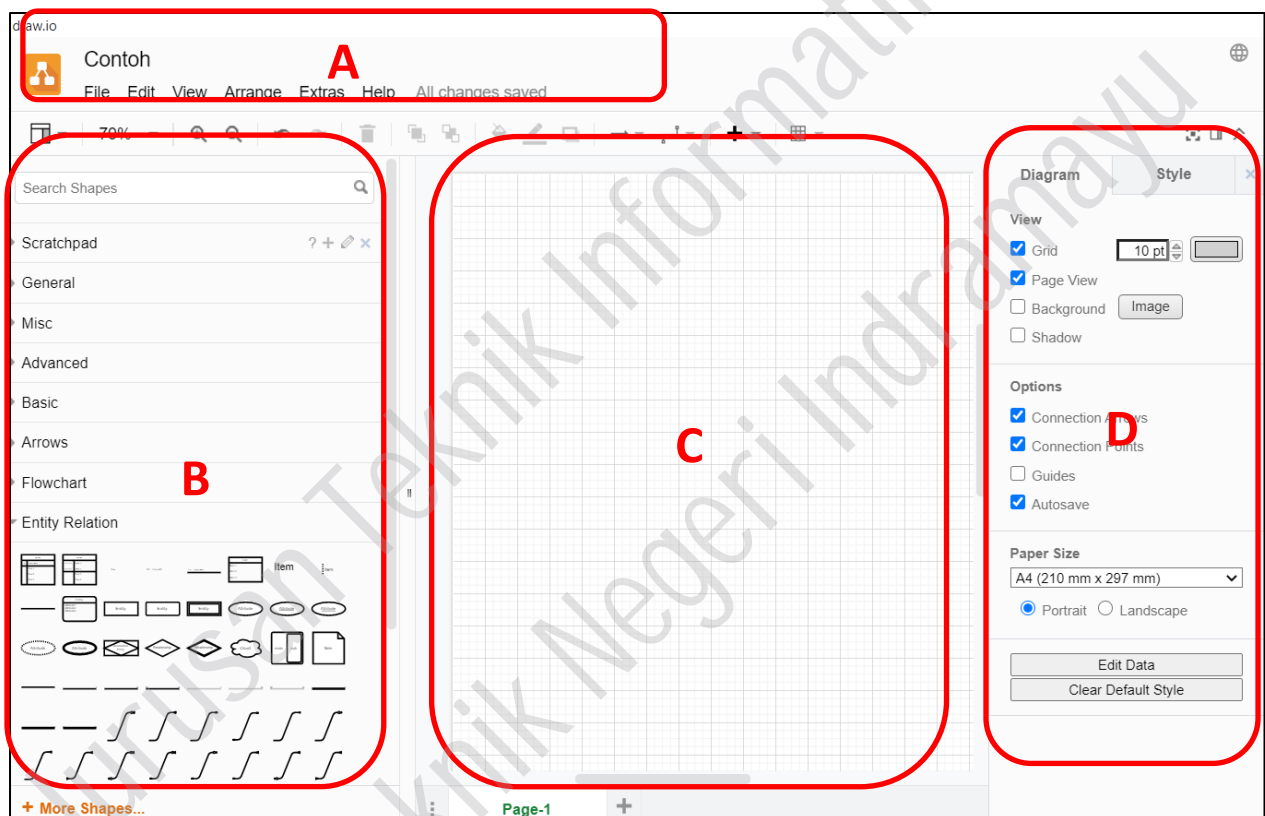 draw.io
Contoh
A
File Edit View Arrange Extras Help All changes saved
70%
Search Shapes
Scratchpad
General
Misc
Advanced
Basic
Arrows
Flowchart
B
Entity Relation
Item
+ More Shapes...
C
Page-1
Diagram Style
View
Grid 10 pt
Page View
Background Image
Shadow
Options
Connection Arrows
D
Connection Points
Guides
Autosave
Paper Size
A4 (210 mm x 297 mm)
Portrait Landscape
Edit Data
Clear Default Style
Jurusan Teknik Informatik
knik Negeri Indramayu